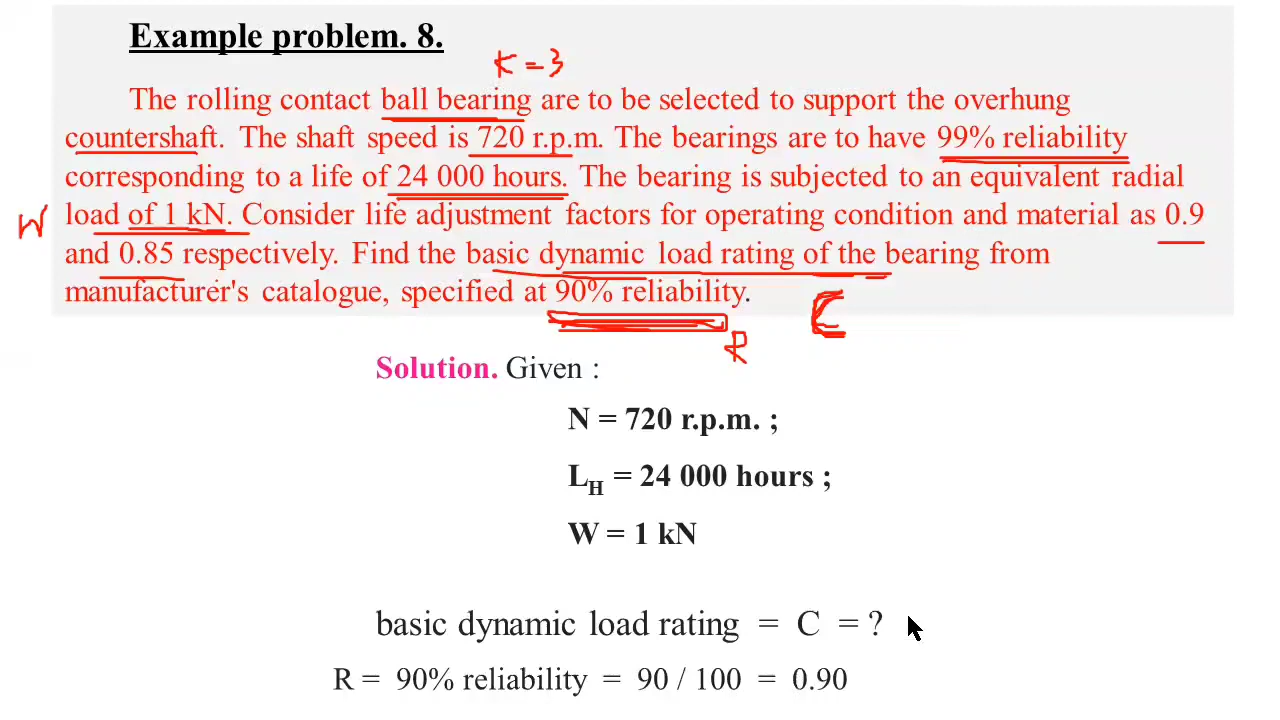 Example problem. 8.
K = 3
The rolling contact ball bearing are to be selected to support the overhung
countershaft. The shaft speed is 720 r.p.m. The bearings are to have 99% reliability
corresponding to a life of 24 000 hours. The bearing is subjected to an equivalent radial
W load of 1 kN. Consider life adjustment factors for operating condition and material as 0.9
and 0.85 respectively. Find the basic dynamic load rating of the bearing from
manufacturer's catalogue, specified at 90% reliability. C
R
Solution. Given :
N = 720 r.p.m. ;
LH = 24 000 hours ;
W = 1 kN
basic dynamic load rating = C = ?
R = 90% reliability = 90 / 100 = 0.90